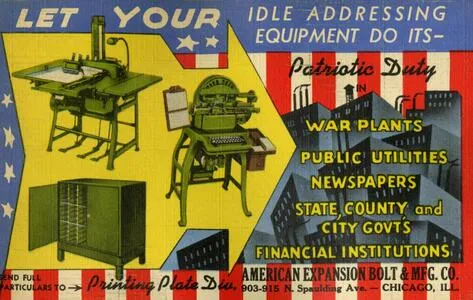 LET YOUR IDLE ADDRESSING
EQUIPMENT DO ITS—
Patriotic Duty
IN
WAR PLANTS
PUBLIC UTILITIES
NEWSPAPERS
STATE, COUNTY and
CITY GOVT'S
FINANCIAL INSTITUTIONS
SEND FULL
PARTICULARS TO → Printing Plate Div.
AMERICAN EXPANSION BOLT & MFG. CO.
903-915 N. Spaulding Ave. — CHICAGO, ILL.